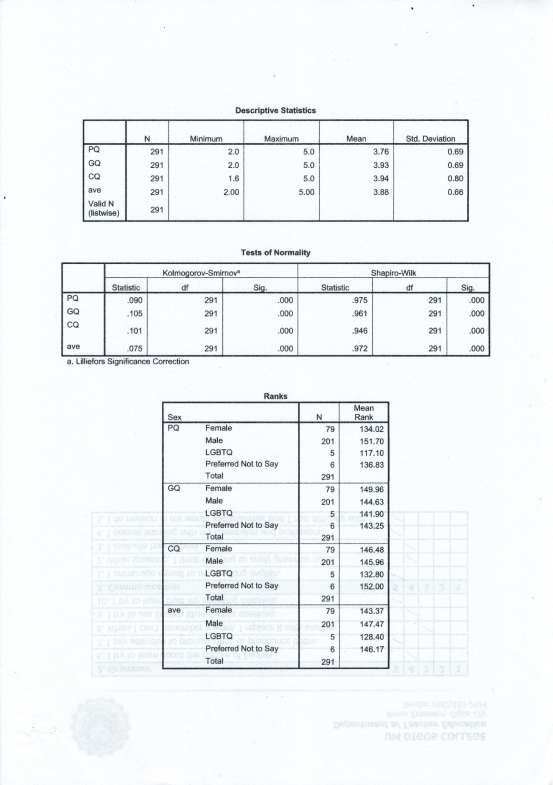 Descriptive Statistics
N Minimum Maximum Mean Std. Deviation
PQ 291 2.0 5.0 3.76 0.69
GQ 291 2.0 5.0 3.93 0.69
CQ 291 1.6 5.0 3.94 0.80
ave 291 2.00 5.00 3.88 0.66
Valid N
(listwise) 291
Tests of Normality
Kolmogorov-Smirnovᵃ Shapiro-Wilk
Statistic df Sig. Statistic df Sig.
PQ .090 291 .000 .975 291 .000
GQ .105 291 .000 .961 291 .000
CQ .101 291 .000 .946 291 .000
ave .075 291 .000 .972 291 .000
a. Lilliefors Significance Correction
Ranks
Sex N Mean Rank
PQ Female 79 134.02
Male 201 151.70
LGBTQ 5 117.10
Preferred Not to Say 6 136.83
Total 291
GQ Female 79 149.96
Male 201 144.63
LGBTQ 5 141.90
Preferred Not to Say 6 143.25
Total 291
CQ Female 79 146.48
Male 201 145.96
LGBTQ 5 132.80
Preferred Not to Say 6 152.00
Total 291
ave Female 79 143.37
Male 201 147.47
LGBTQ 5 128.40
Preferred Not to Say 6 146.17
Total 291
Department of Teacher Education
UM DIGOS COLLEGE